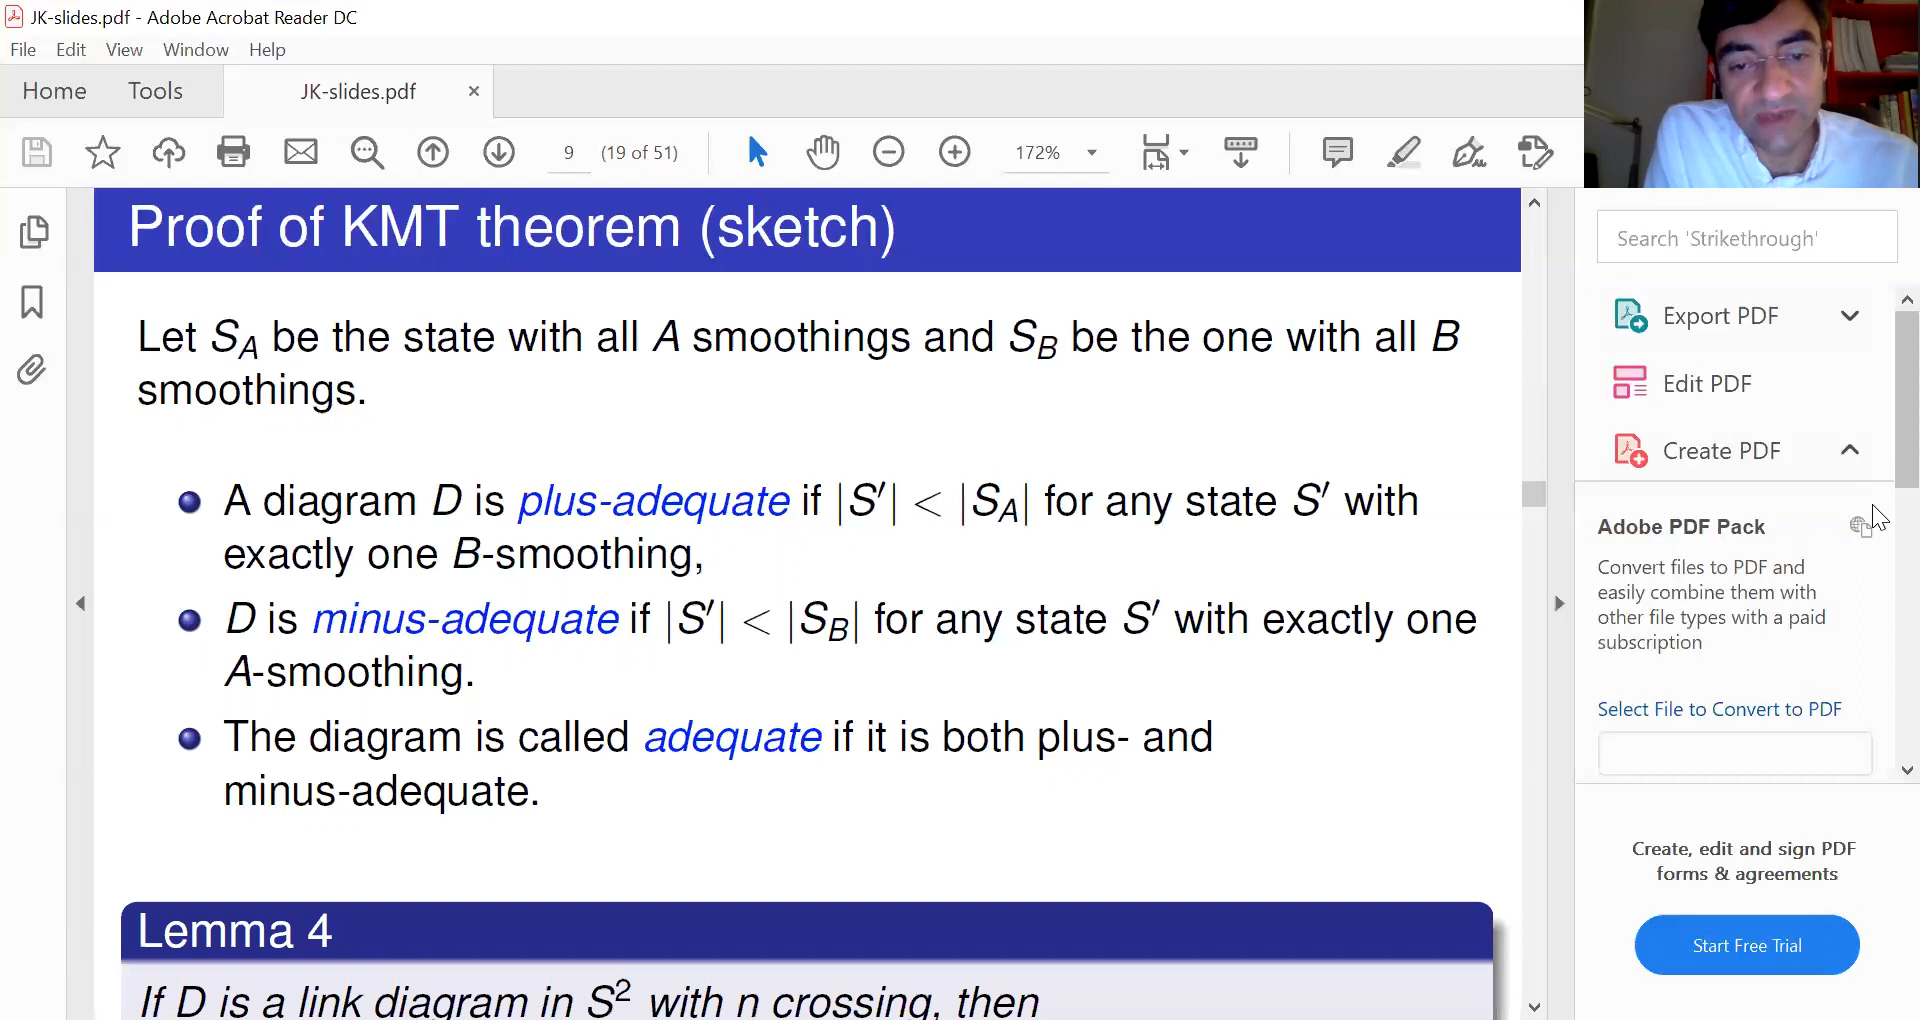 JK-slides.pdf - Adobe Acrobat Reader DC
File Edit View Window Help
Home Tools JK-slides.pdf ×
9 (19 of 51) 172%
Proof of KMT theorem (sketch)
Let S_A be the state with all A smoothings and S_B be the one with all B
smoothings.
A diagram D is plus-adequate if |S′| < |S_A| for any state S′ with
exactly one B-smoothing,
D is minus-adequate if |S′| < |S_B| for any state S′ with exactly one
A-smoothing.
The diagram is called adequate if it is both plus- and
minus-adequate.
Lemma 4
If D is a link diagram in S² with n crossing, then
Search 'Strikethrough'
Export PDF
Edit PDF
Create PDF
Adobe PDF Pack
Convert files to PDF and
easily combine them with
other file types with a paid
subscription
Select File to Convert to PDF
Create, edit and sign PDF
forms & agreements
Start Free Trial